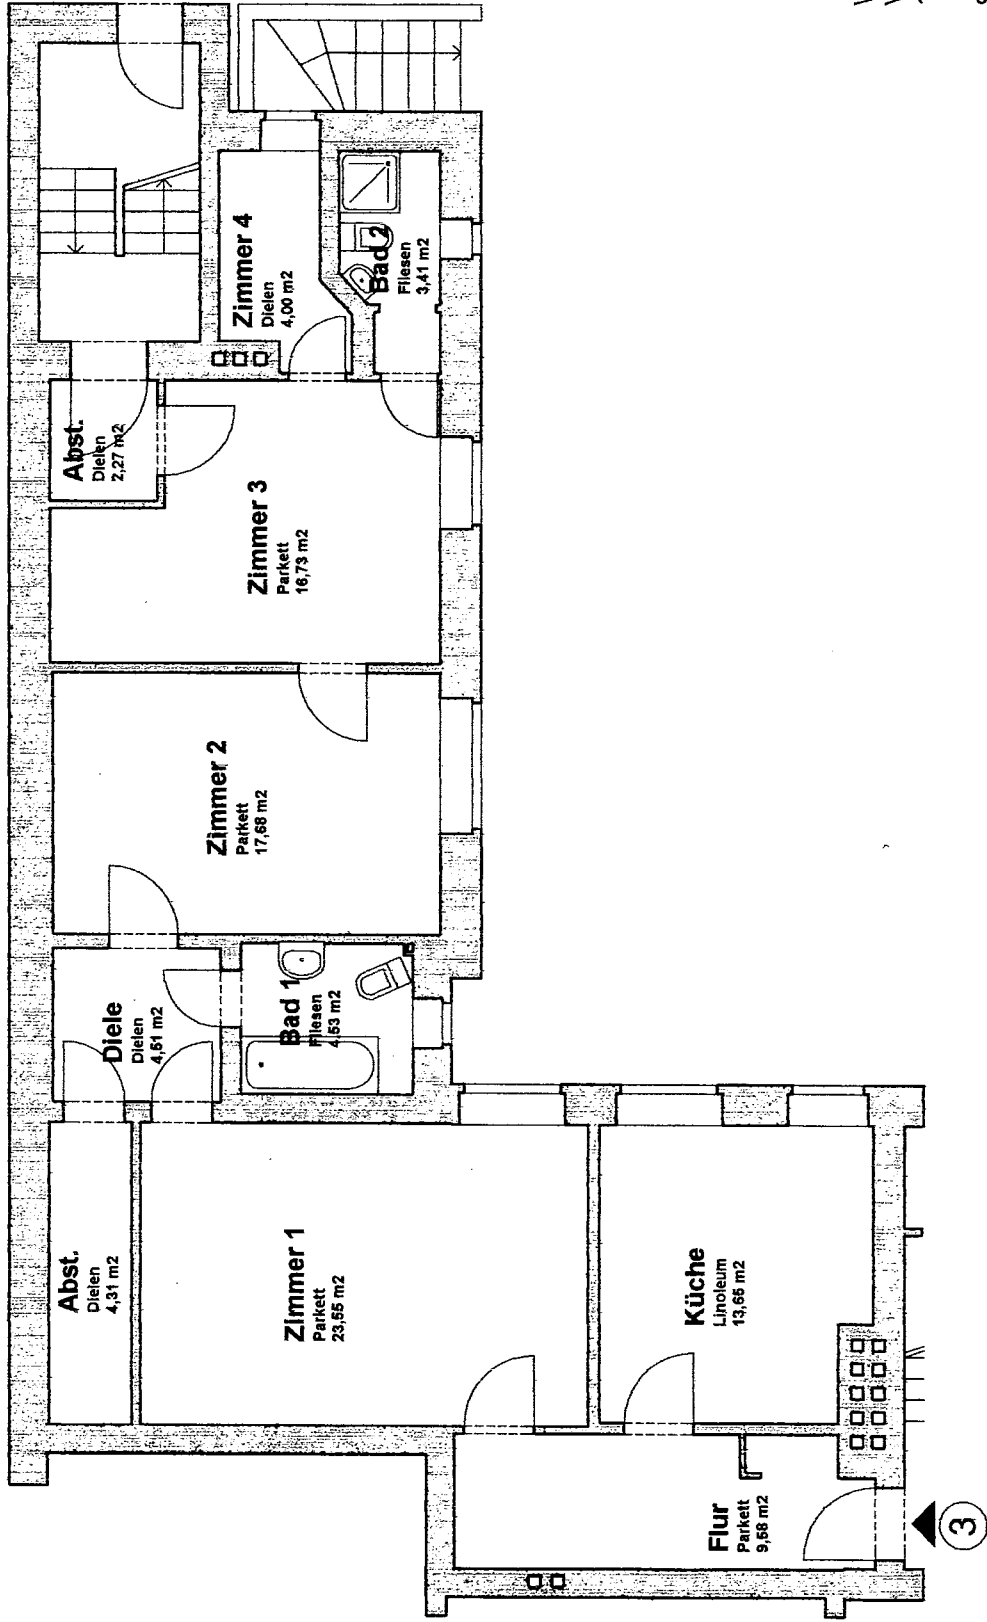 Zimmer 4
Dielen
4,00 m2
Bad 2
Fliesen
3,41 m2
Abst.
Dielen
2,27 m2
Zimmer 3
Parkett
16,73 m2
Zimmer 2
Parkett
17,68 m2
Diele
Dielen
4,51 m2
Bad 1
Fliesen
4,53 m2
Abst.
Dielen
4,31 m2
Zimmer 1
Parkett
23,55 m2
Küche
Linoleum
13,65 m2
Flur
Parkett
9,58 m2
3